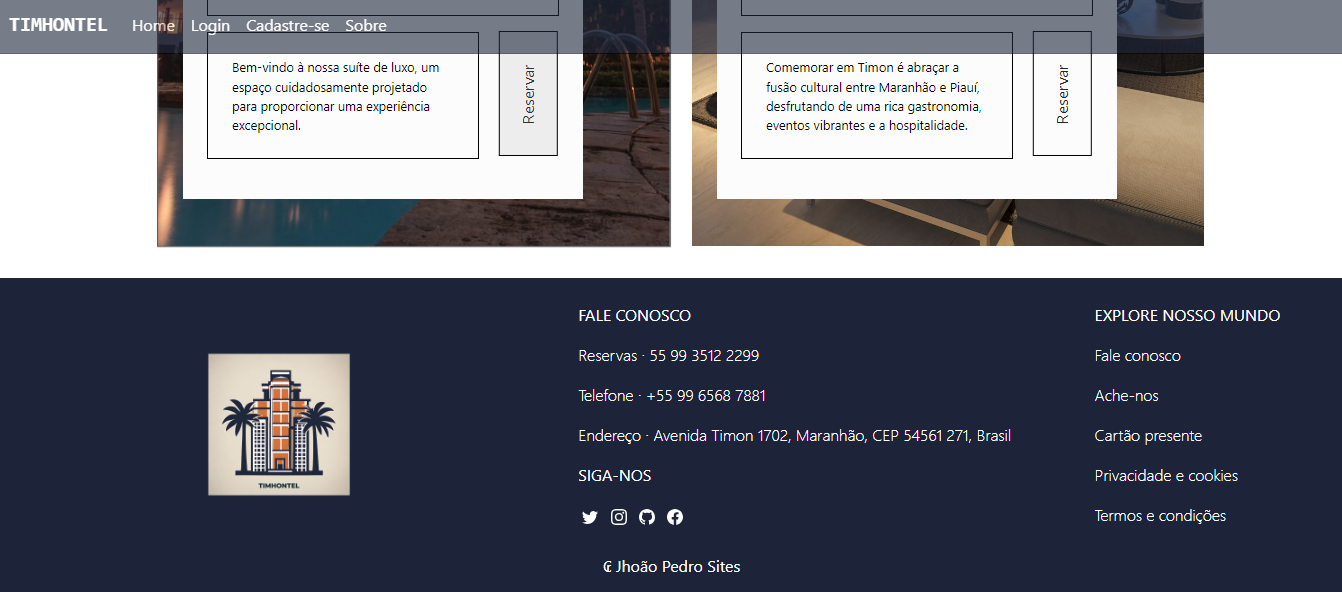 TIMHONTEL Home Login Cadastre-se Sobre
Bem-vindo à nossa suíte de luxo, um
espaço cuidadosamente projetado
para proporcionar uma experiência
excepcional.
Reservar
Comemorar em Timon é abraçar a
fusão cultural entre Maranhão e Piauí,
desfrutando de uma rica gastronomia,
eventos vibrantes e a hospitalidade.
Reservar
TIMHONTEL
FALE CONOSCO
Reservas · 55 99 3512 2299
Telefone · +55 99 6568 7881
Endereço · Avenida Timon 1702, Maranhão, CEP 54561 271, Brasil
SIGA-NOS
₢ Jhoão Pedro Sites
EXPLORE NOSSO MUNDO
Fale conosco
Ache-nos
Cartão presente
Privacidade e cookies
Termos e condições